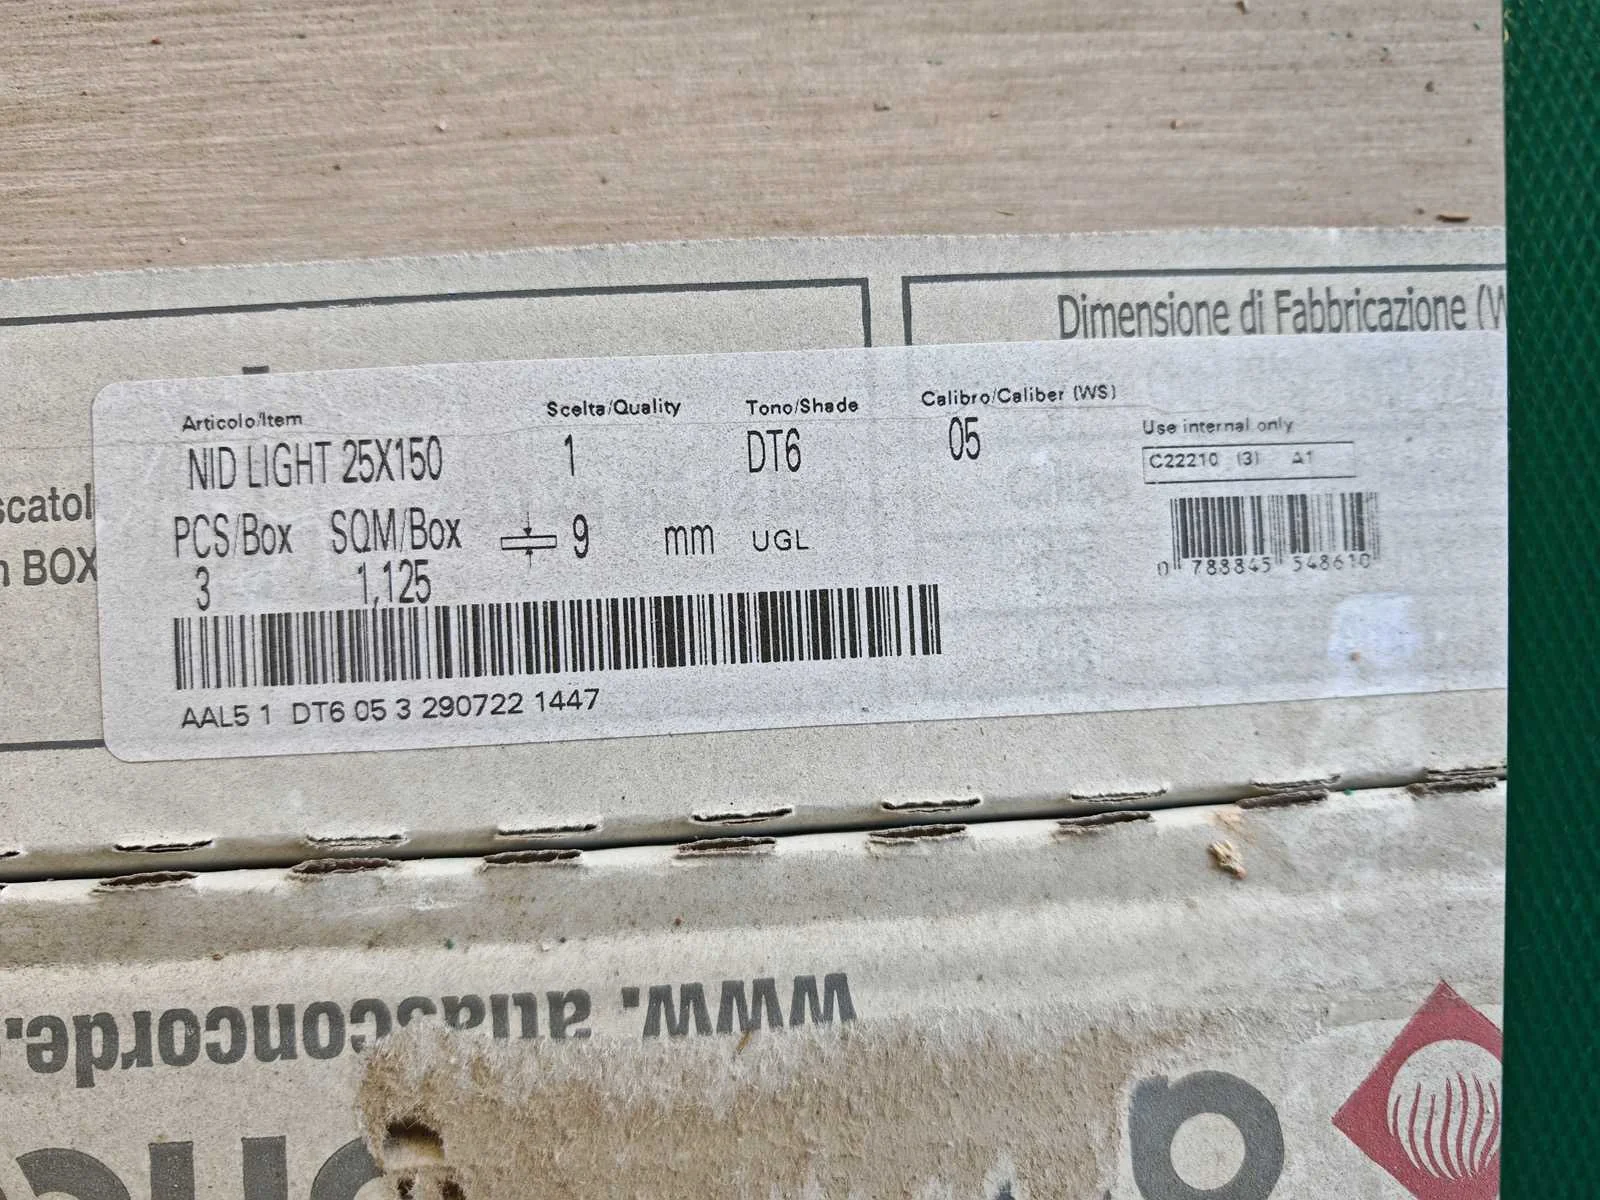 Dimensione di Fabbricazione (W
Articolo/Item
Scelta/Quality
Tono/Shade
Calibro/Caliber (WS)
NID LIGHT 25X150
1
DT6
05
Use internal only
C22210 (3) A1
scatol
BOX
PCS/Box
SQM/Box
9 mm UGL
3
1,125
0 788845 548610
AAL5 1 DT6 05 3 290722 1447
www.atlasconcorde.